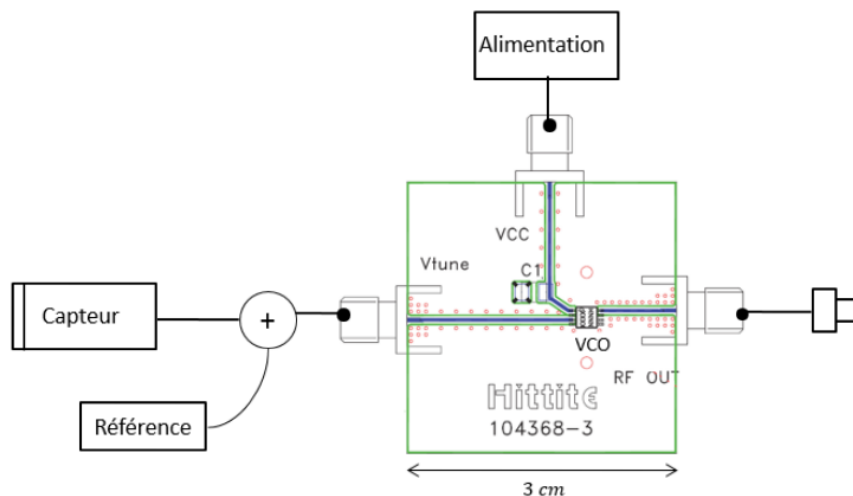 Alimentation
VCC
Vtune
C1
Capteur
+
VCO
RF OUT
Référence
Hittite
104368-3
3 cm